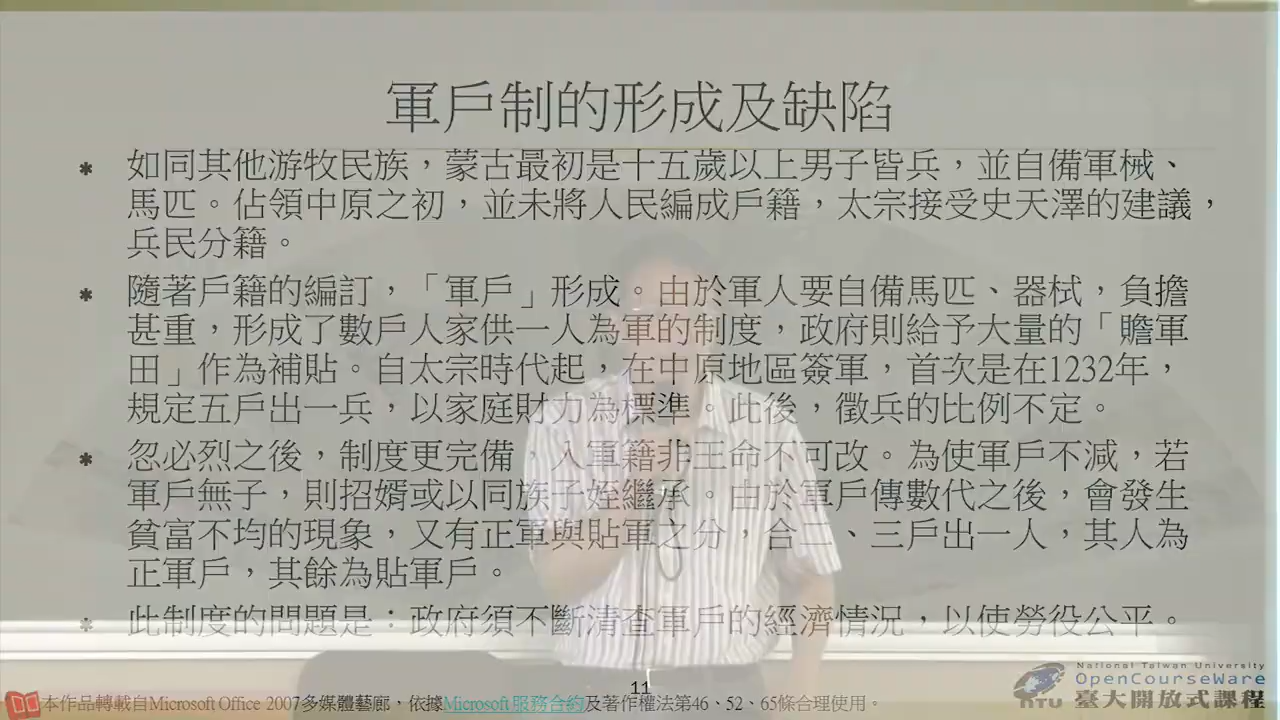 軍戶制的形成及缺陷
* 如同其他游牧民族，蒙古最初是十五歲以上男子皆兵，並自備軍械、
馬匹。佔領中原之初，並未將人民編成戶籍，太宗接受史天澤的建議，
兵民分籍。
* 隨著戶籍的編訂，「軍戶」形成。由於軍人要自備馬匹、器栻，負擔
甚重，形成了數戶人家供一人為軍的制度，政府則給予大量的「贍軍
田」作為補貼。自太宗時代起，在中原地區簽軍，首次是在1232年，
規定五戶出一兵，以家庭財力為標準。此後，徵兵的比例不定。
* 忽必烈之後，制度更完備，入軍籍非王命不可改。為使軍戶不減，若
軍戶無子，則招婿或以同族子姪繼承。由於軍戶傳數代之後，會發生
貧富不均的現象，又有正軍與貼軍之分，合二、三戶出一人，其人為
正軍戶，其餘為貼軍戶。
* 此制度的問題是：政府須不斷清查軍戶的經濟情況，以使勞役公平。
11
本作品轉載自Microsoft Office 2007多媒體藝廊，依據Microsoft服務合約及著作權法第46、52、65條合理使用。
National Taiwan University
OpenCourseWare
NTU 臺大開放式課程